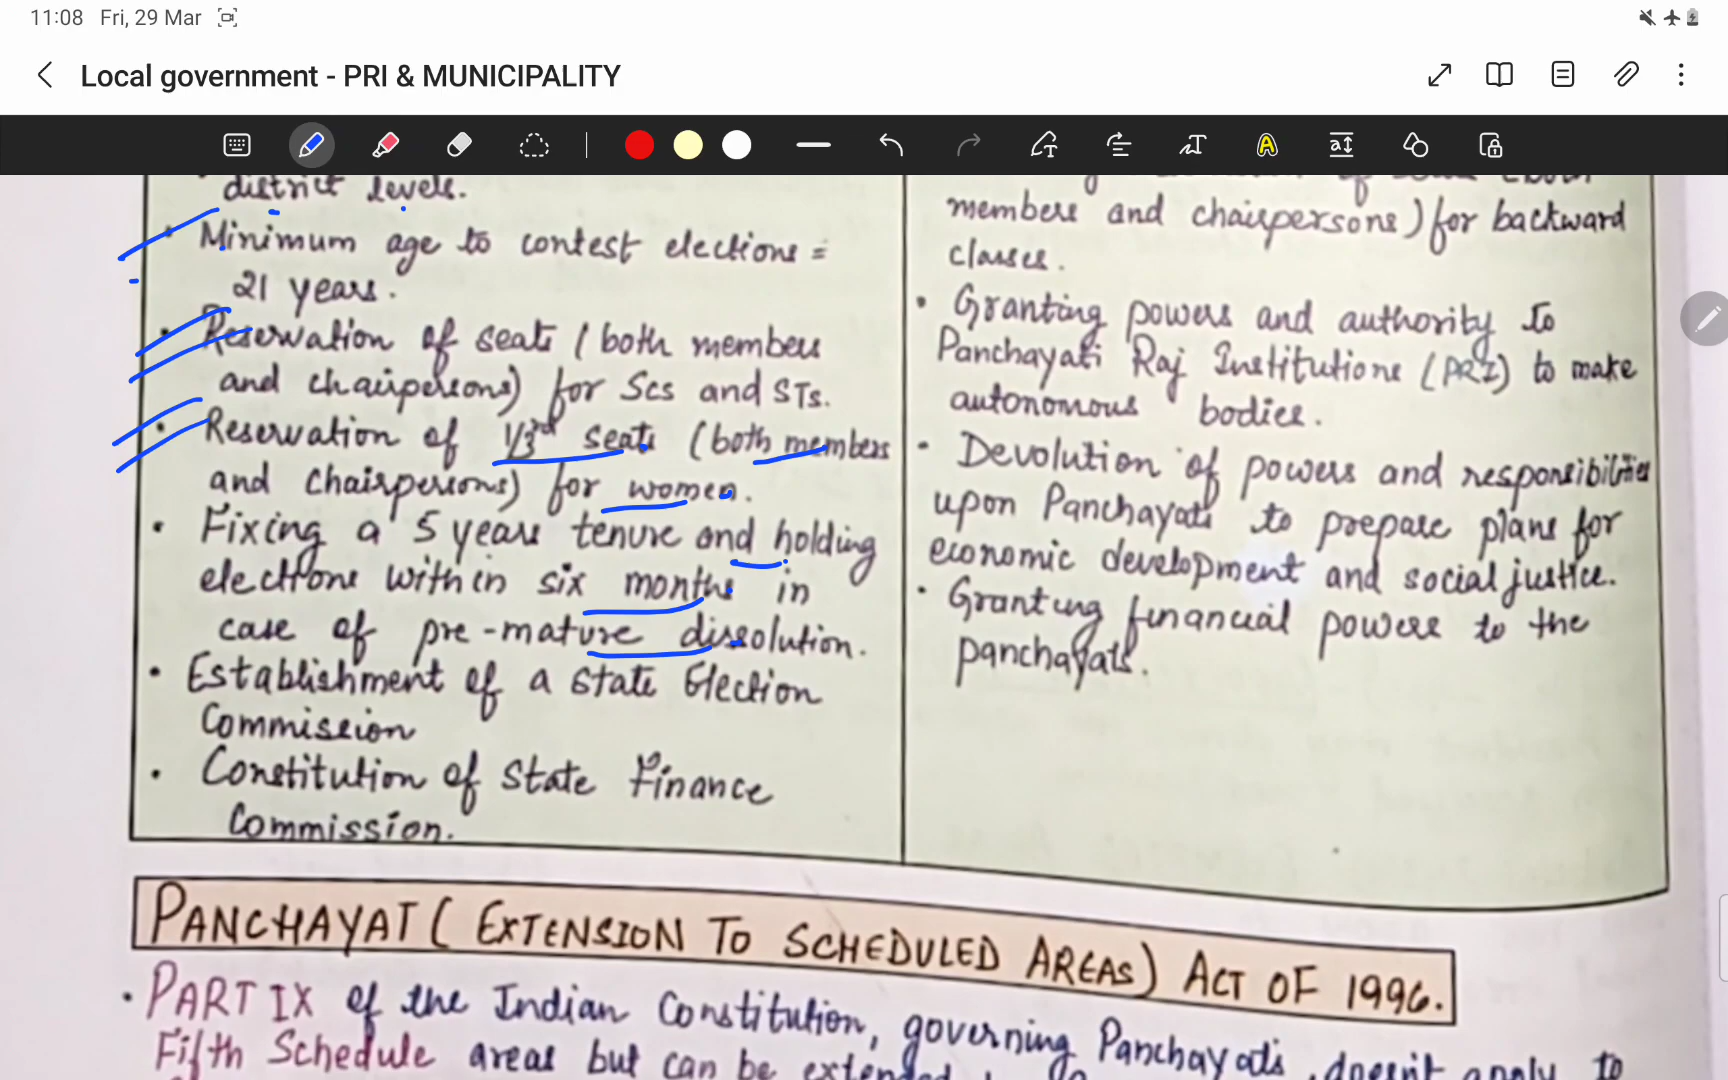 11:08 Fri, 29 Mar
Local government - PRI & MUNICIPALITY
district levels.
• Minimum age to contest elections =
21 years.
• Reservation of seats (both members
and chairpersons) for SCs and STs.
• Reservation of 1/3rd seats (both members
and Chairpersons) for women.
• Fixing a 5 years tenure and holding
elections within six months in
case of pre-mature dissolution.
• Establishment of a State Election
Commission
• Constitution of State Finance
Commission.
members and chairpersons) for backward
classes.
• Granting powers and authority to
Panchayati Raj Institutions (PRI) to make
autonomous bodies.
• Devolution of powers and responsibilities
upon Panchayats to prepare plans for
economic development and social justice.
• Granting financial powers to the
panchayats.
PANCHAYAT ( EXTENSION TO SCHEDULED AREAS) ACT OF 1996.
• PART IX of the Indian Constitution, governing Panchayats, doesn't apply to
Fifth Schedule areas but can be extended